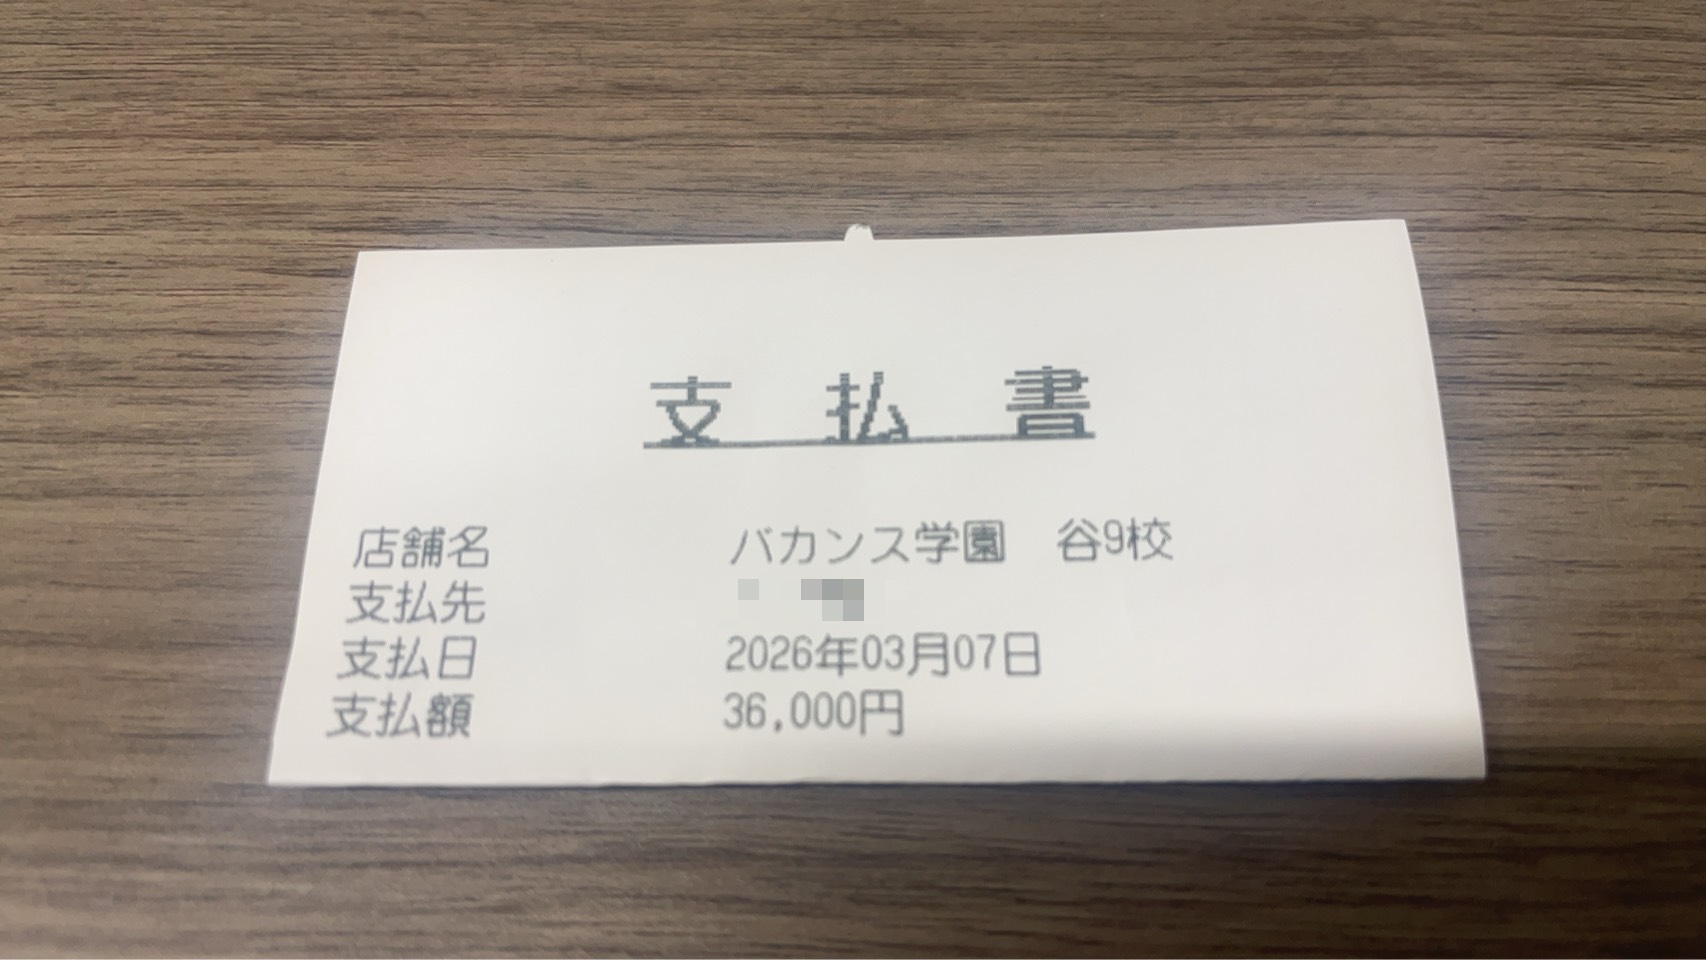 支払書
店舗名 バカンス学園 谷9校
支払先
支払日 2026年03月07日
支払額 36,000円